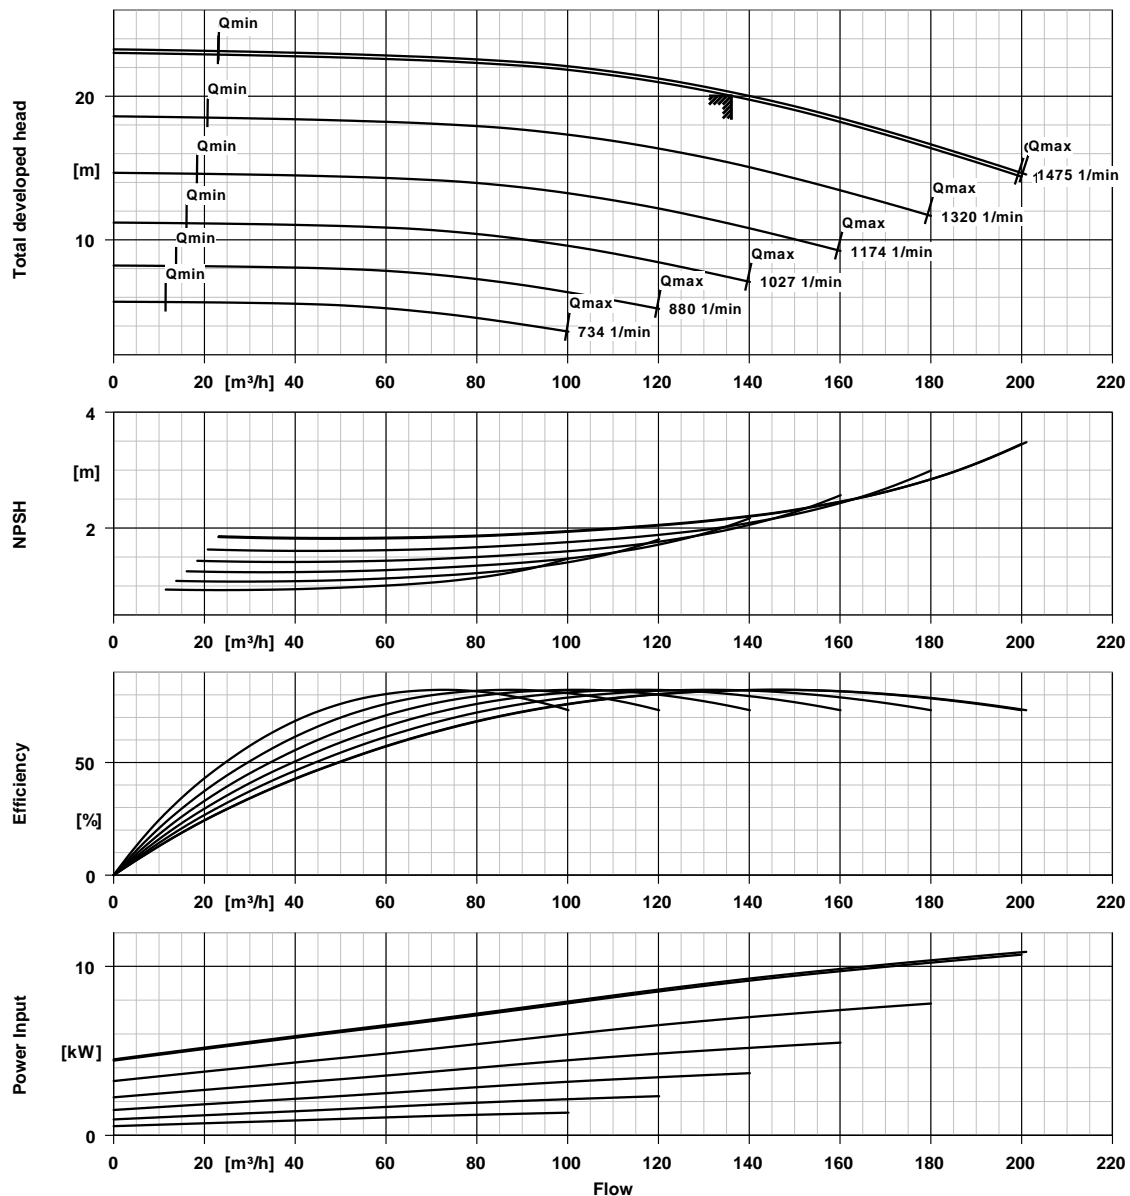 Total developed head
[m]
20
10
Qmin
Qmin
Qmin
Qmin
Qmin
Qmin
Qmax
1475 1/min
Qmax
1320 1/min
Qmax
1174 1/min
Qmax
1027 1/min
Qmax
880 1/min
Qmax
734 1/min
0 20 [m³/h] 40 60 80 100 120 140 160 180 200 220
NPSH
4
[m]
2
0 20 [m³/h] 40 60 80 100 120 140 160 180 200 220
Efficiency
50
[%]
0
0 20 [m³/h] 40 60 80 100 120 140 160 180 200 220
Power Input
10
[kW]
0
0 20 [m³/h] 40 60 80 100 120 140 160 180 200 220
Flow